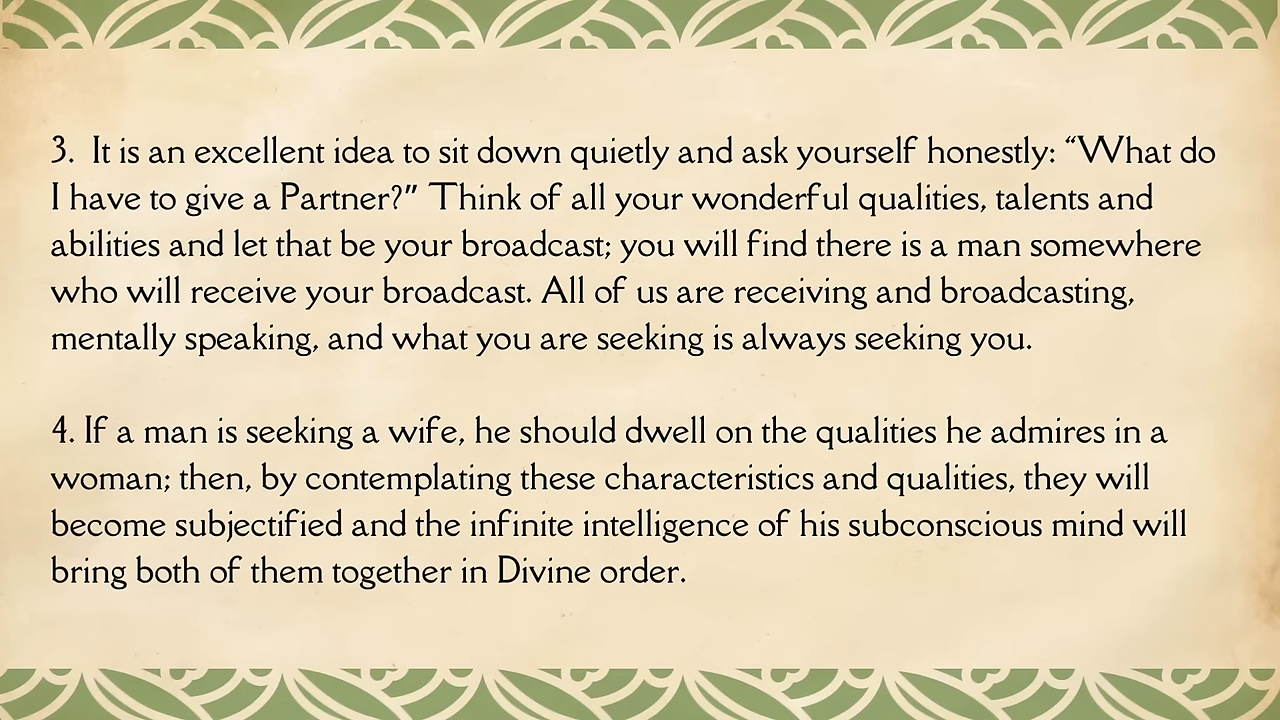 3. It is an excellent idea to sit down quietly and ask yourself honestly: “What do
I have to give a Partner?" Think of all your wonderful qualities, talents and
abilities and let that be your broadcast; you will find there is a man somewhere
who will receive your broadcast. All of us are receiving and broadcasting,
mentally speaking, and what you are seeking is always seeking you.
4. If a man is seeking a wife, he should dwell on the qualities he admires in a
woman; then, by contemplating these characteristics and qualities, they will
become subjectified and the infinite intelligence of his subconscious mind will
bring both of them together in Divine order.